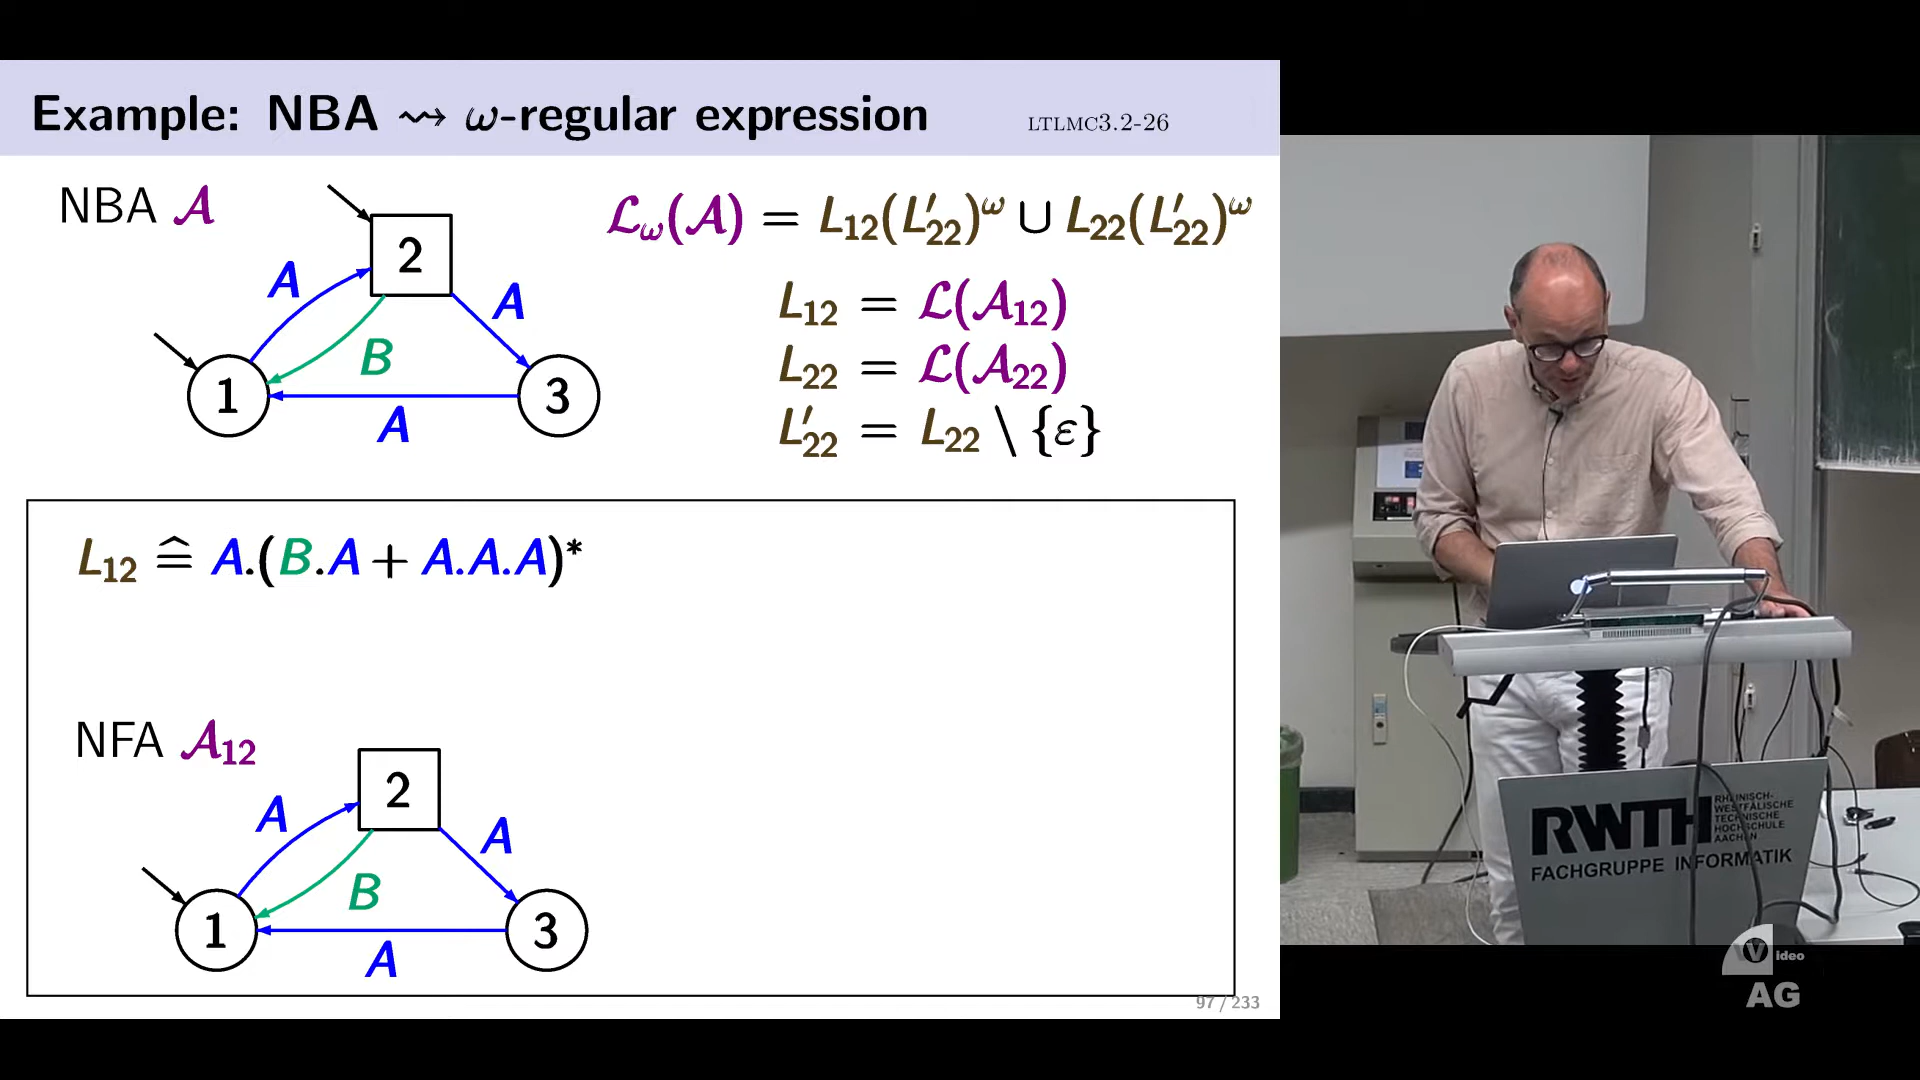 Example: NBA ⇝ ω-regular expression LTLMC3.2-26
NBA 𝒜
ℒω(𝒜) = L12(L′22)^ω ∪ L22(L′22)^ω
L12 = ℒ(𝒜12)
L22 = ℒ(𝒜22)
L′22 = L22 \ {ε}
2
A
A
B
1
3
A
L12 ≙ A.(B.A + A.A.A)*
NFA 𝒜12
2
A
A
B
1
3
A
97 / 233
RWTH RHEINISCH-
WESTFÄLISCHE
TECHNISCHE
HOCHSCHULE
AACHEN
FACHGRUPPE INFORMATIK
Video
AG